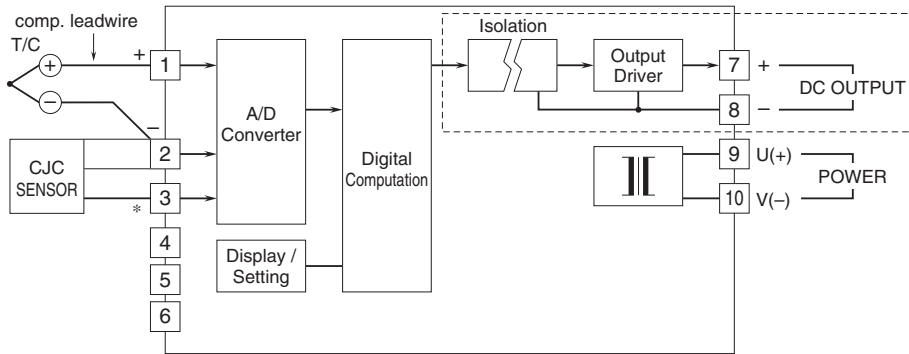 comp. leadwire
T/C
+
−
+
−
1
2
3
*
4
5
6
CJC
SENSOR
A/D
Converter
Display /
Setting
Digital
Computation
Isolation
Output
Driver
7 +
8 −
DC OUTPUT
9 U(+)
10 V(−)
POWER